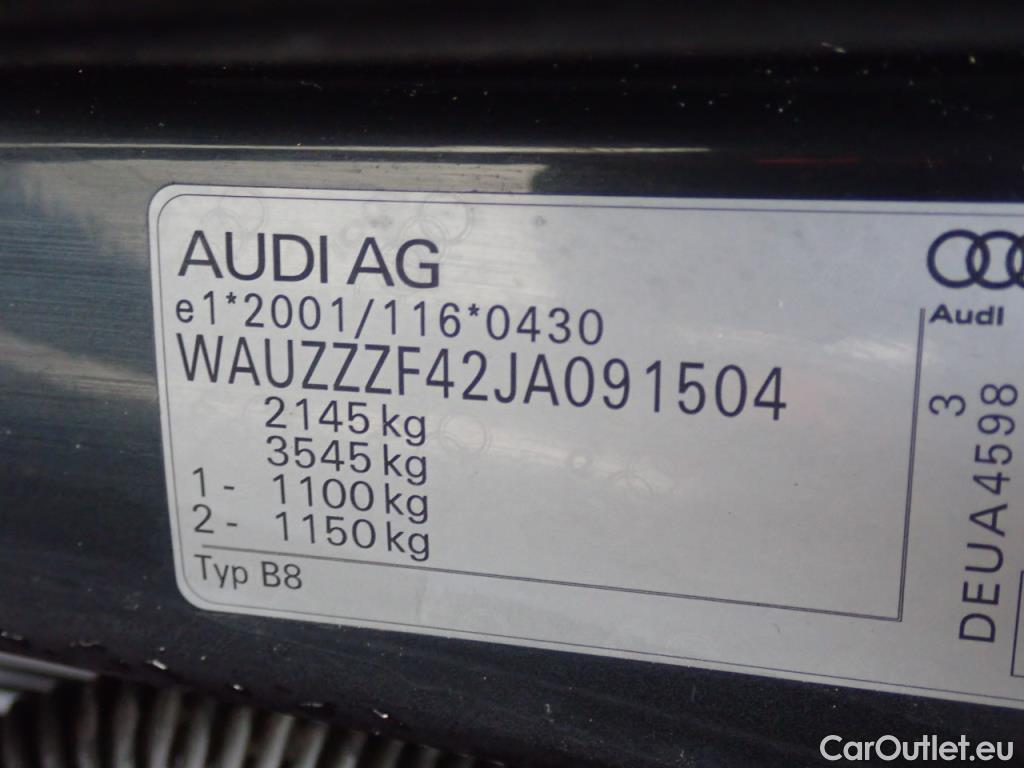 AUDI AG
e1*2001/116*0430
WAUZZZF42JA091504
2145 kg
3545 kg
1 - 1100 kg
2 - 1150 kg
Typ B8
Audi
3
DEUA4598
CarOutlet.eu